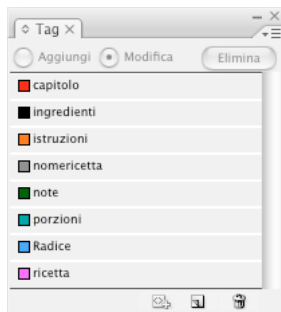 Tag
Aggiungi Modifica Elimina
capitolo
ingredienti
istruzioni
nomericetta
note
porzioni
Radice
ricetta